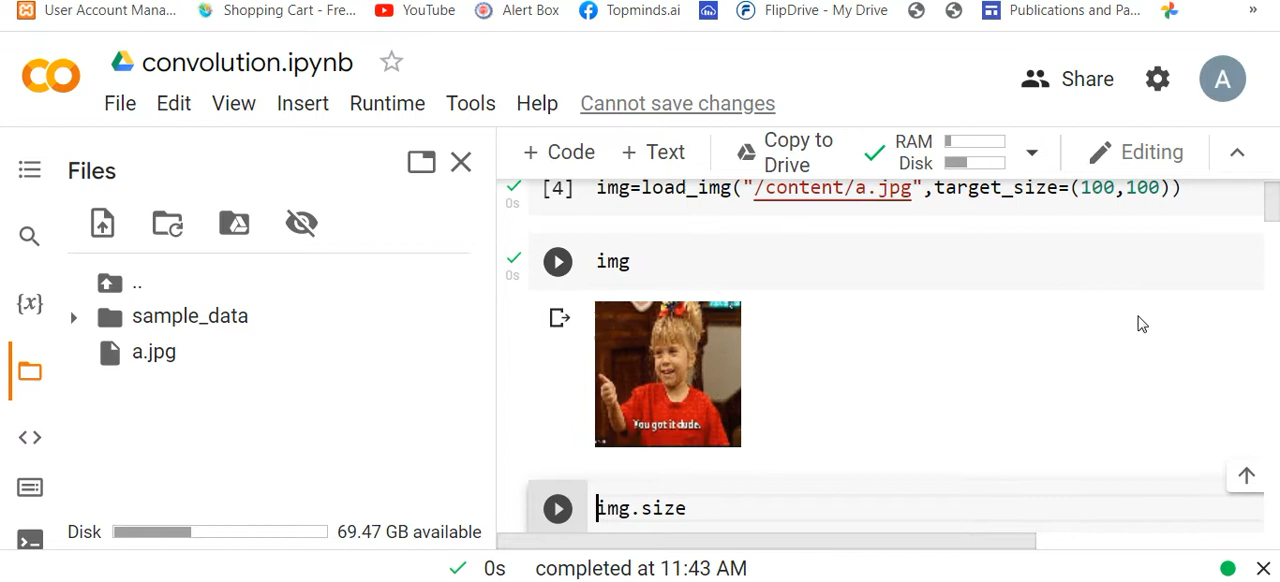 User Account Mana... Shopping Cart - Fre... YouTube Alert Box Topminds.ai FlipDrive - My Drive Publications and Pa... »
convolution.ipynb
File Edit View Insert Runtime Tools Help Cannot save changes
Share
A
Files
+ Code + Text
Copy to
Drive
RAM
Disk
Editing
[4] img=load_img("/content/a.jpg",target_size=(100,100))
0s
img
0s
{x}
..
sample_data
a.jpg
You got it dude.
img.size
Disk 69.47 GB available
0s completed at 11:43 AM